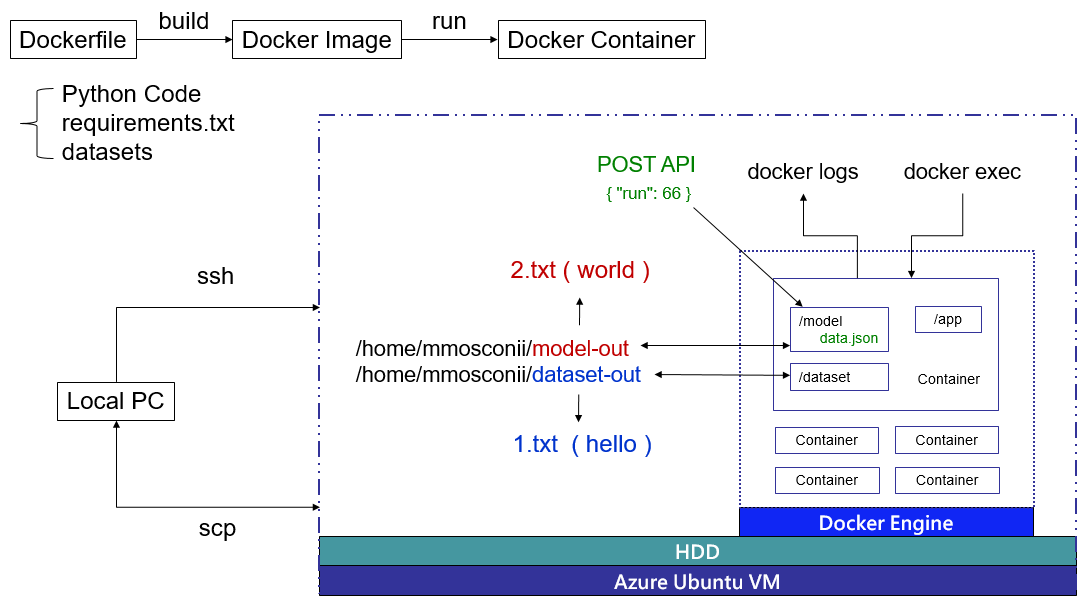 build
run
Dockerfile
Docker Image
Docker Container
Python Code
requirements.txt
datasets
POST API
{ "run": 66 }
docker logs
docker exec
ssh
2.txt ( world )
/model
data.json
/app
/home/mmosconii/model-out
/home/mmosconii/dataset-out
/dataset
Container
Local PC
1.txt ( hello )
Container
Container
Container
Container
scp
Docker Engine
HDD
Azure Ubuntu VM